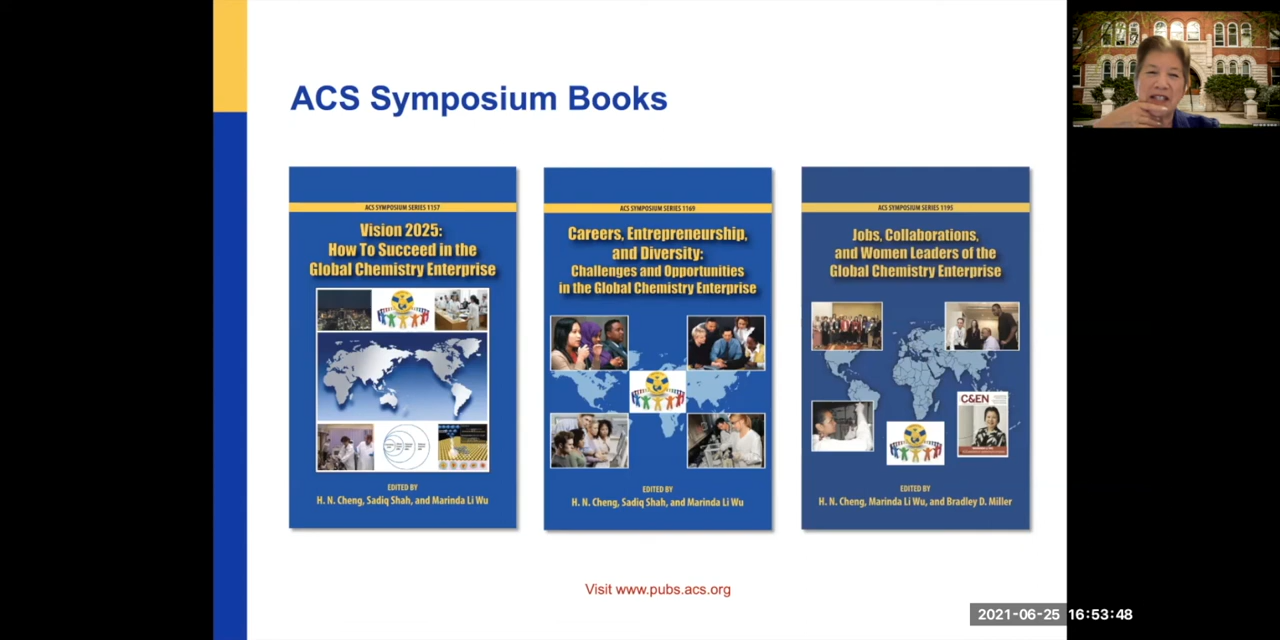 ACS Symposium Books
ACS SYMPOSIUM SERIES 1157
Vision 2025:
How To Succeed in the
Global Chemistry Enterprise
EDITED BY
H. N. Cheng, Sadiq Shah, and Marinda Li Wu
ACS SYMPOSIUM SERIES 1169
Careers, Entrepreneurship,
and Diversity:
Challenges and Opportunities
in the Global Chemistry Enterprise
EDITED BY
H. N. Cheng, Sadiq Shah, and Marinda Li Wu
ACS SYMPOSIUM SERIES 1195
Jobs, Collaborations,
and Women Leaders of the
Global Chemistry Enterprise
C&EN
EDITED BY
H. N. Cheng, Marinda Li Wu, and Bradley D. Miller
Visit www.pubs.acs.org
2021-06-25 16:53:48